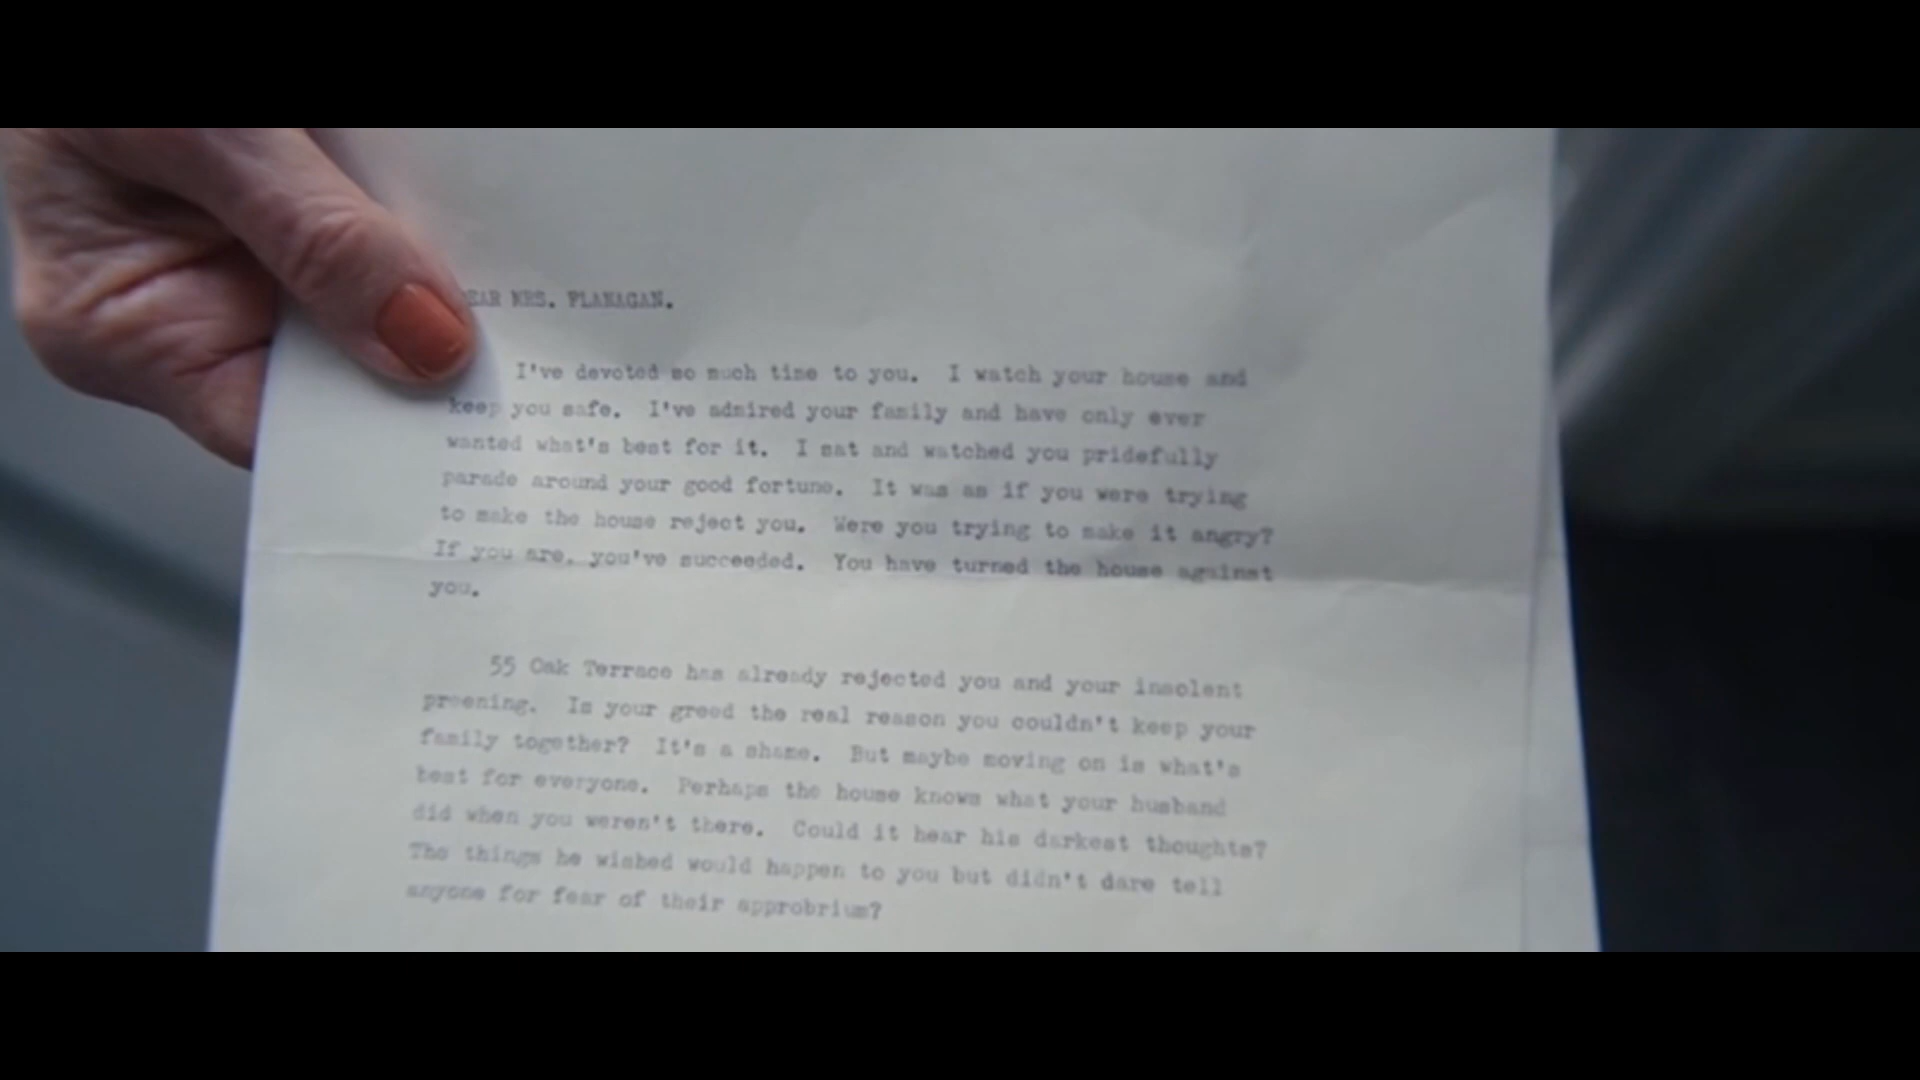 EAR MRS. FLANAGAN.
I've devoted so much time to you. I watch your house and
keep you safe. I've admired your family and have only ever
wanted what's best for it. I sat and watched you pridefully
parade around your good fortune. It was as if you were trying
to make the house reject you. Were you trying to make it angry?
If you are, you've succeeded. You have turned the house against
you.
55 Oak Terrace has already rejected you and your insolent
preening. Is your greed the real reason you couldn't keep your
family together? It's a shame. But maybe moving on is what's
best for everyone. Perhaps the house knows what your husband
did when you weren't there. Could it hear his darkest thoughts?
The things he wished would happen to you but didn't dare tell
anyone for fear of their approbrium?